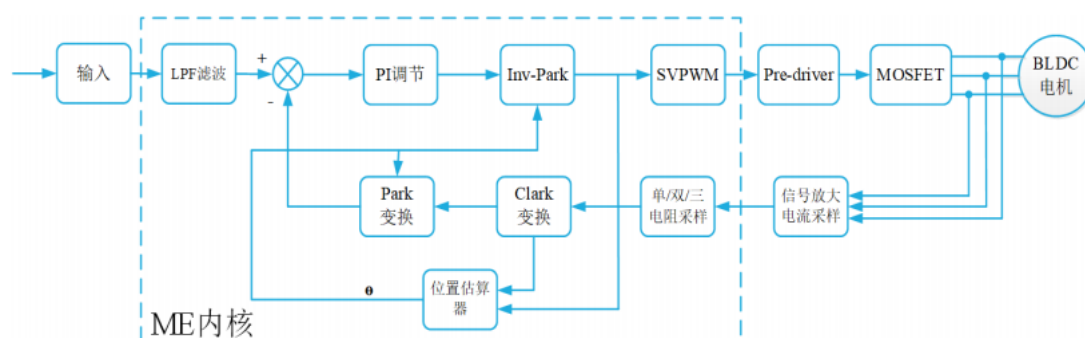 输入
LPF滤波
+
-
PI调节
Inv-Park
SVPWM
Pre-driver
MOSFET
BLDC
电机
Park
变换
Clark
变换
单/双/三
电阻采样
信号放大
电流采样
θ
位置估算
器
ME内核